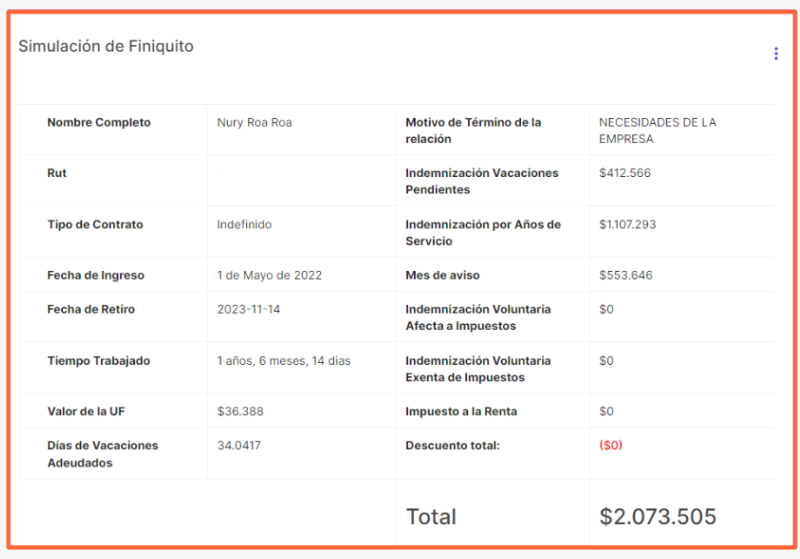 Simulación de Finiquito
Nombre Completo
Nury Roa Roa
Motivo de Término de la
relación
NECESIDADES DE LA
EMPRESA
Rut
Indemnización Vacaciones
Pendientes
$412.566
Tipo de Contrato
Indefinido
Indemnización por Años de
Servicio
$1.107.293
Fecha de Ingreso
1 de Mayo de 2022
Mes de aviso
$553.646
Fecha de Retiro
2023-11-14
Indemnización Voluntaria
Afecta a Impuestos
$0
Tiempo Trabajado
1 años, 6 meses, 14 dias
Indemnización Voluntaria
Exenta de Impuestos
$0
Valor de la UF
$36.388
Impuesto a la Renta
$0
Días de Vacaciones
Adeudados
34.0417
Descuento total:
($0)
Total
$2.073.505